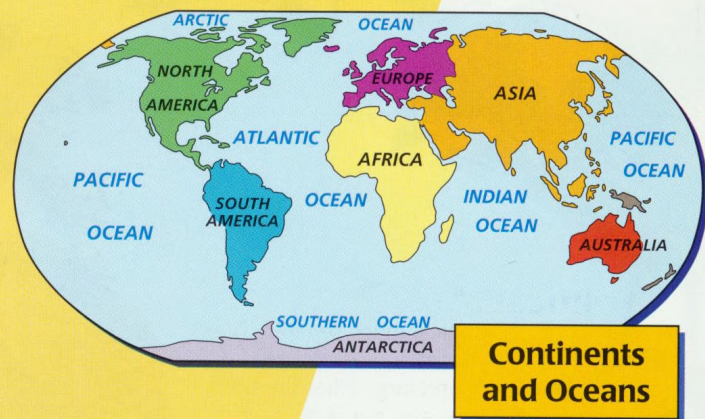 ARCTIC OCEAN
NORTH
AMERICA
EUROPE
ASIA
ATLANTIC
OCEAN
AFRICA
PACIFIC
OCEAN
PACIFIC
OCEAN
SOUTH
AMERICA
INDIAN
OCEAN
AUSTRALIA
SOUTHERN OCEAN
ANTARCTICA
Continents
and Oceans